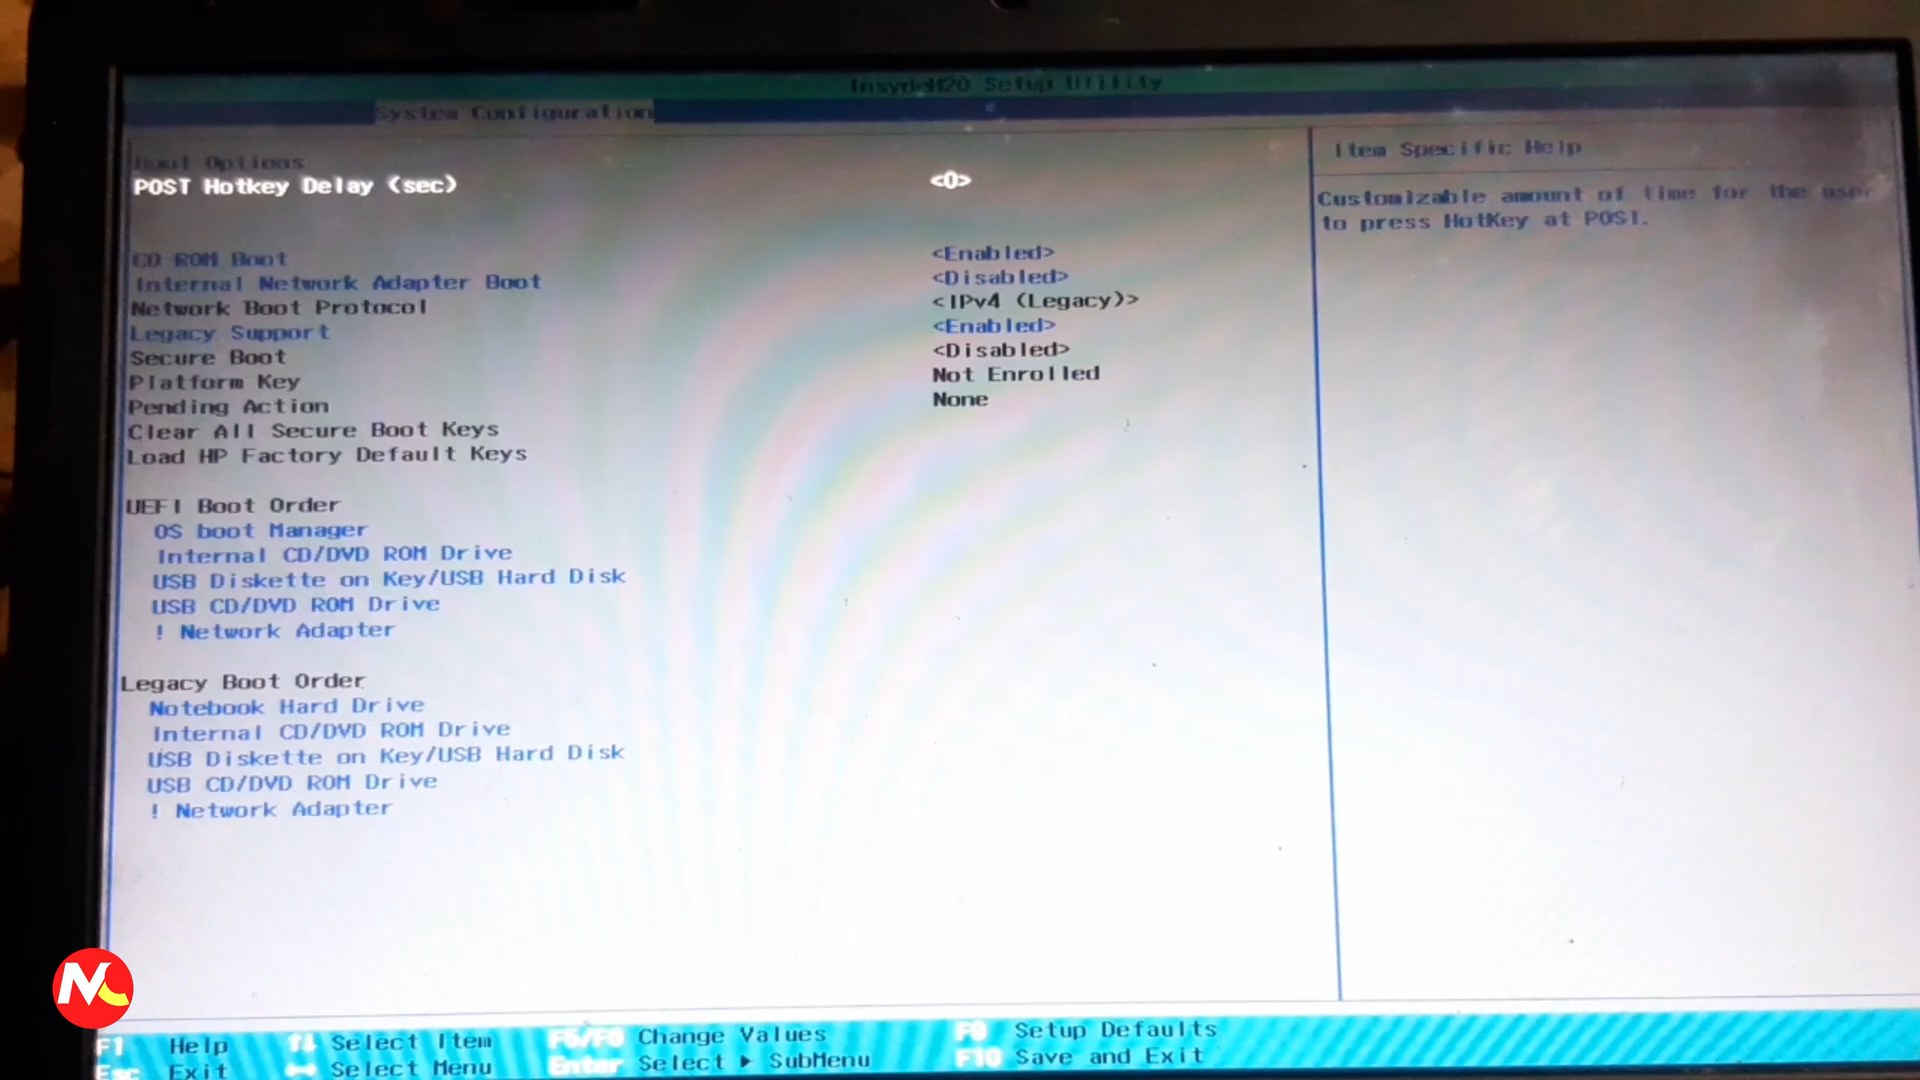 InsydeH20 Setup Utility
System Configuration
Boot Options
POST Hotkey Delay (sec) <0>
CD-ROM Boot <Enabled>
Internal Network Adapter Boot <Disabled>
Network Boot Protocol <IPv4 (Legacy)>
Legacy Support <Enabled>
Secure Boot <Disabled>
Platform Key Not Enrolled
Pending Action None
Clear All Secure Boot Keys
Load HP Factory Default Keys
UEFI Boot Order
OS boot Manager
Internal CD/DVD ROM Drive
USB Diskette on Key/USB Hard Disk
USB CD/DVD ROM Drive
! Network Adapter
Legacy Boot Order
Notebook Hard Drive
Internal CD/DVD ROM Drive
USB Diskette on Key/USB Hard Disk
USB CD/DVD ROM Drive
! Network Adapter
Item Specific Help
Customizable amount of time for the user
to press HotKey at POST.
F1 Help ↑↓ Select Item F5/F6 Change Values F9 Setup Defaults
Esc Exit ↔ Select Menu Enter Select ▶ SubMenu F10 Save and Exit